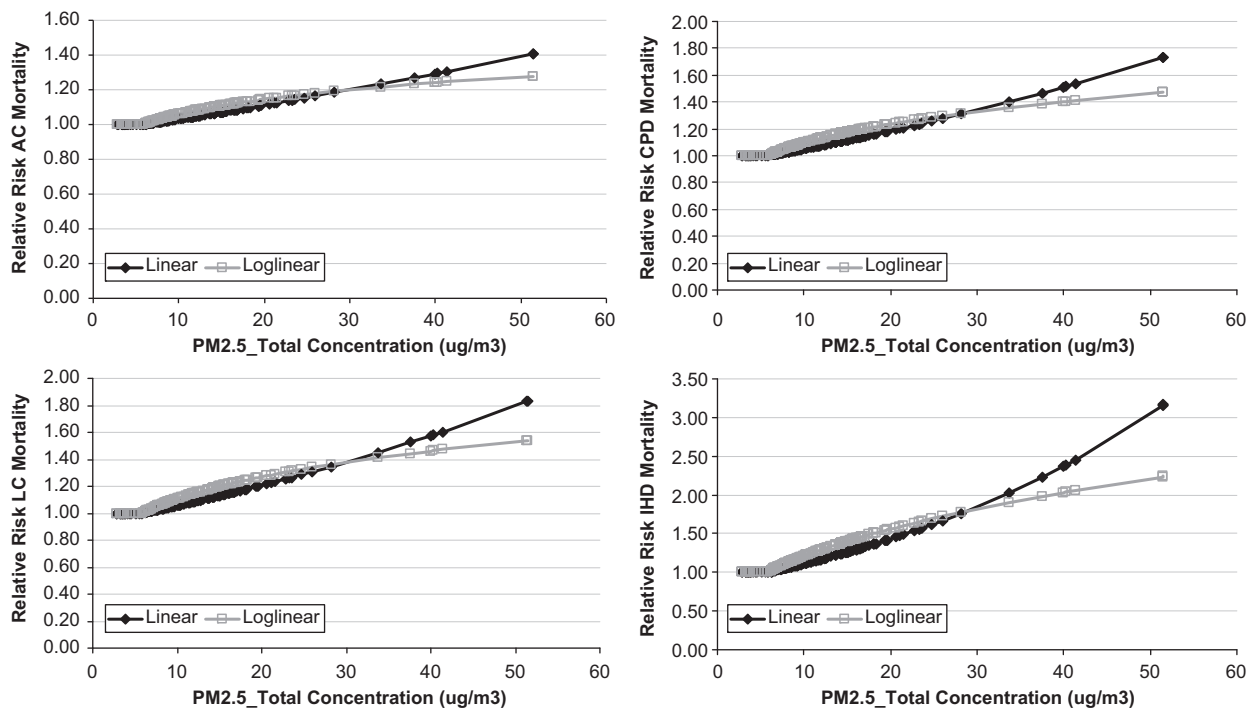 Relative Risk AC Mortality
1.60
1.40
1.20
1.00
0.80
0.60
0.40
0.20
0.00
Linear Loglinear
0 10 20 30 40 50 60
PM2.5_Total Concentration (ug/m3)
Relative Risk CPD Mortality
2.00
1.80
1.60
1.40
1.20
1.00
0.80
0.60
0.40
0.20
0.00
Linear Loglinear
0 10 20 30 40 50 60
PM2.5_Total Concentration (ug/m3)
Relative Risk LC Mortality
2.00
1.80
1.60
1.40
1.20
1.00
0.80
0.60
0.40
0.20
0.00
Linear Loglinear
0 10 20 30 40 50 60
PM2.5_Total Concentration (ug/m3)
Relative Risk IHD Mortality
3.50
3.00
2.50
2.00
1.50
1.00
0.50
0.00
Linear Loglinear
0 10 20 30 40 50 60
PM2.5_Total Concentration (ug/m3)